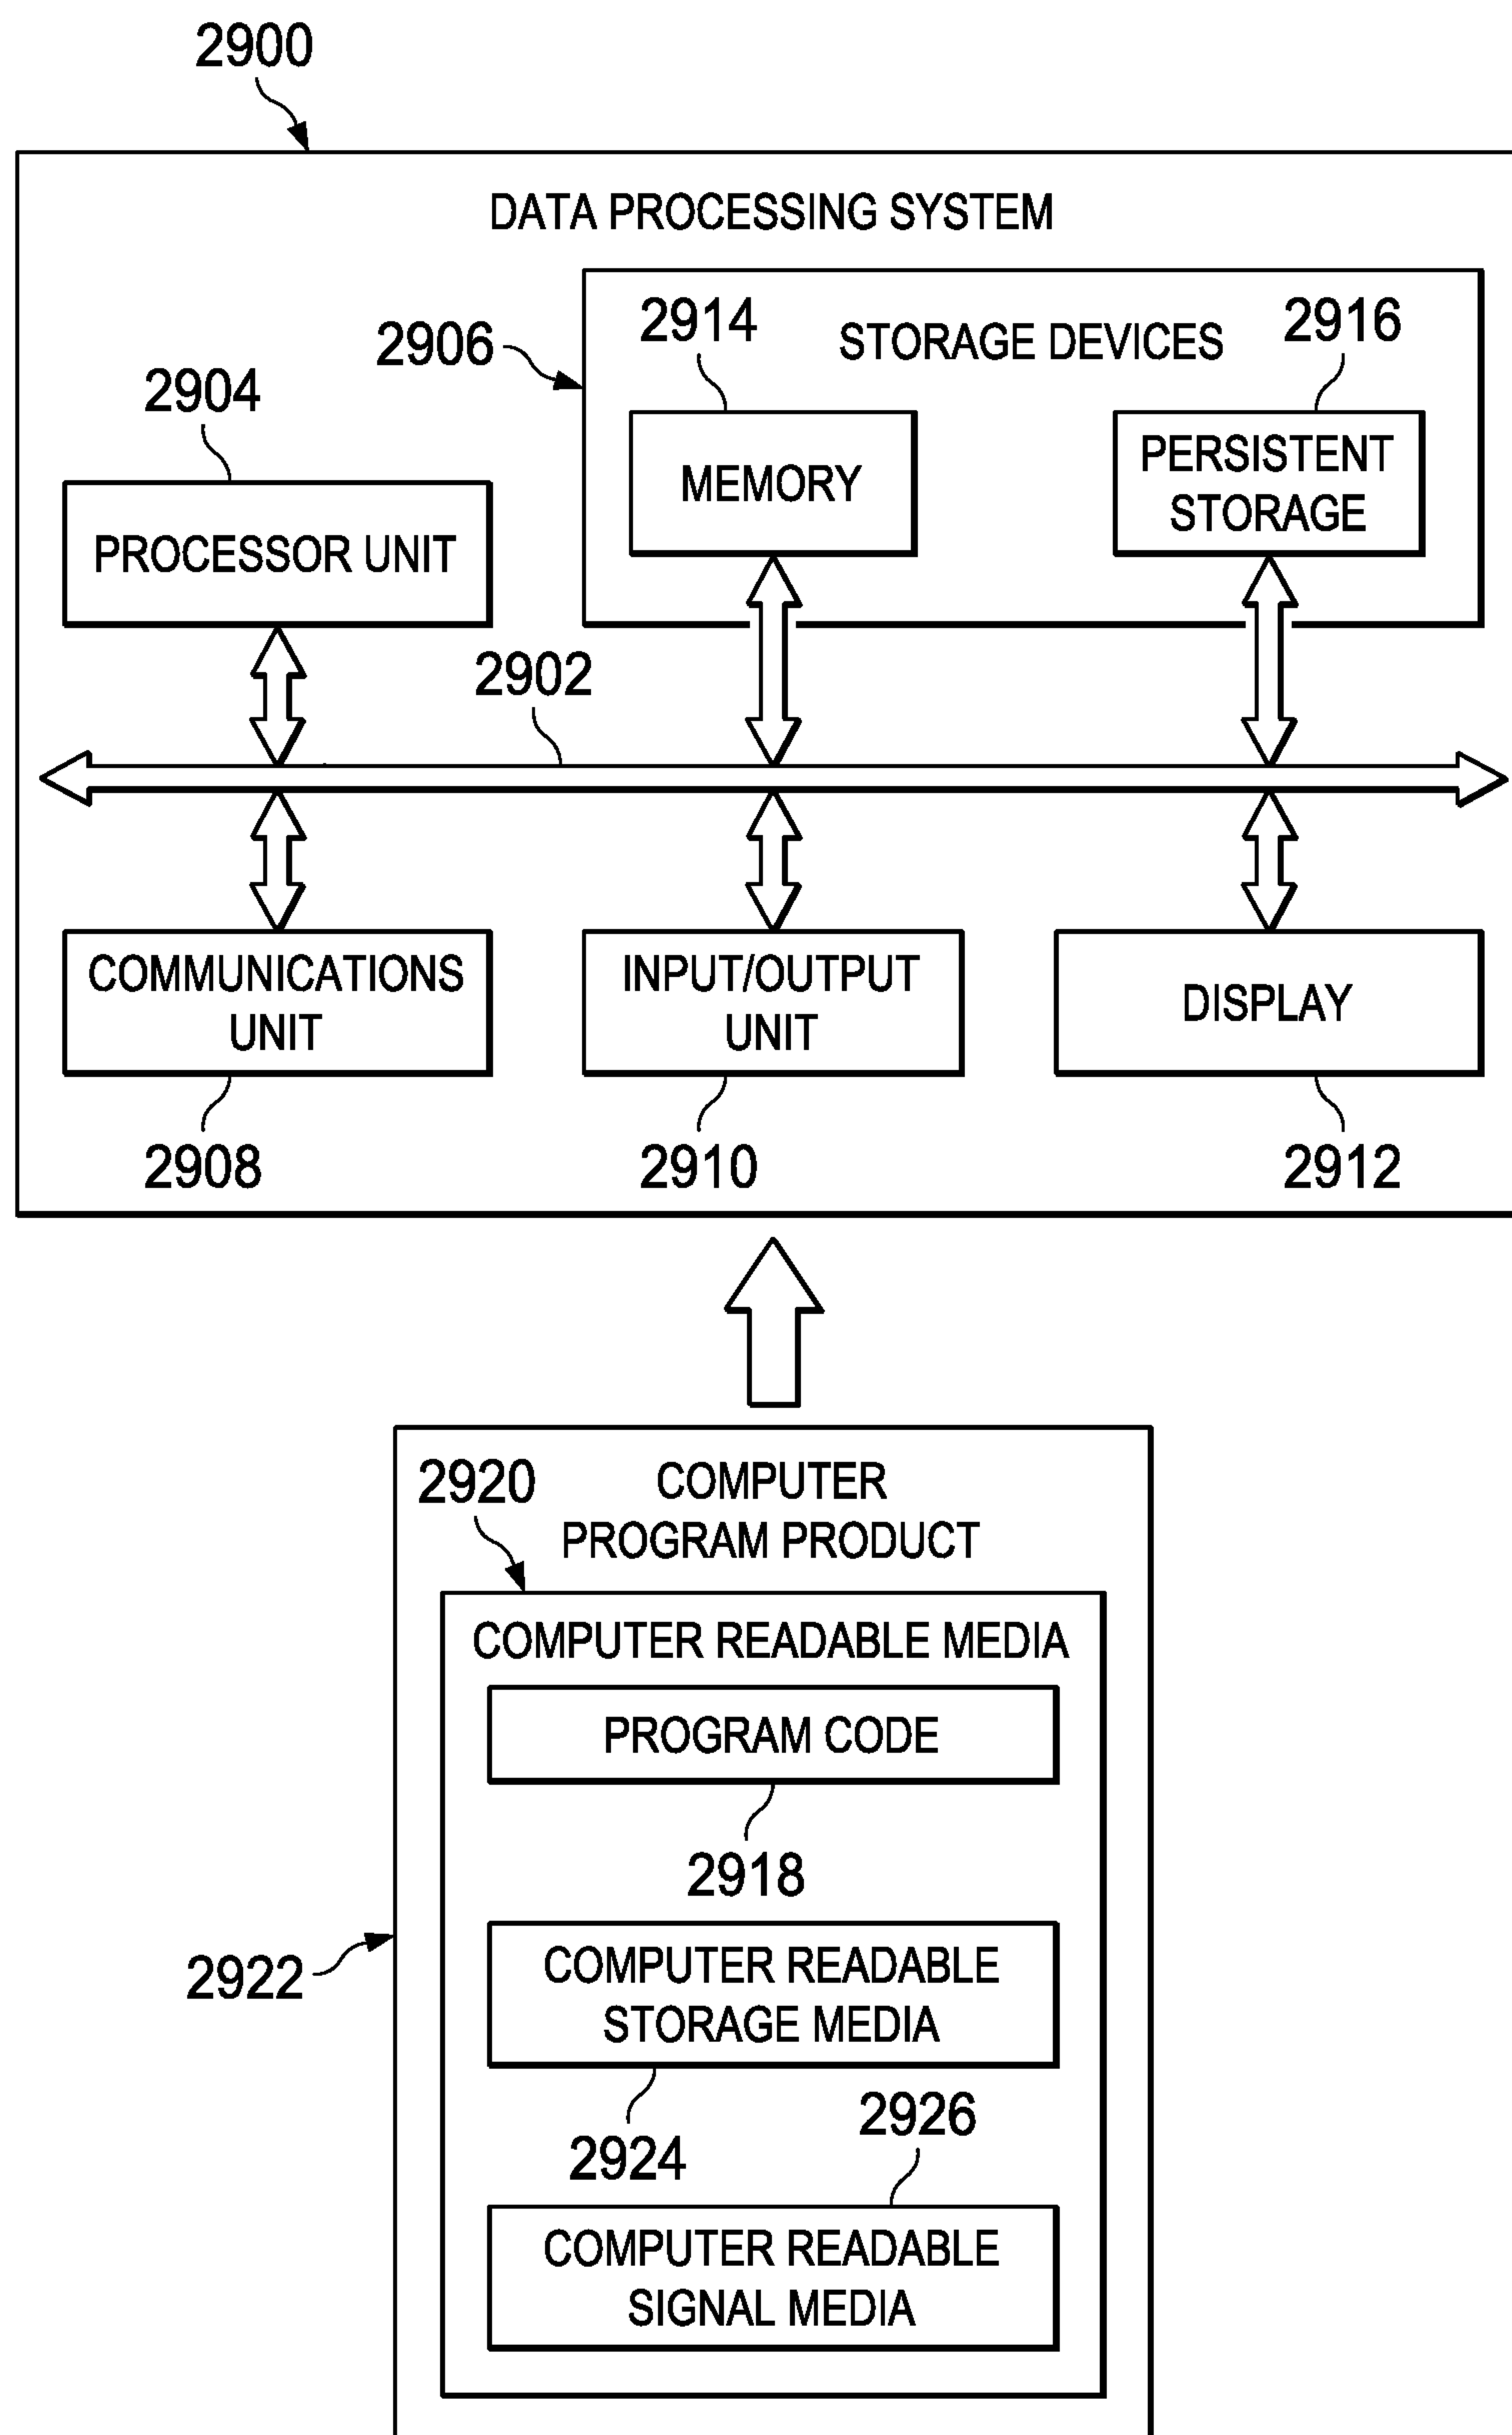 2900
DATA PROCESSING SYSTEM
2906
2914
STORAGE DEVICES
2916
2904
MEMORY
PERSISTENT
STORAGE
PROCESSOR UNIT
2902
COMMUNICATIONS
UNIT
INPUT/OUTPUT
UNIT
DISPLAY
2908
2910
2912
2920
COMPUTER
PROGRAM PRODUCT
COMPUTER READABLE MEDIA
PROGRAM CODE
2918
2922
COMPUTER READABLE
STORAGE MEDIA
2924
2926
COMPUTER READABLE
SIGNAL MEDIA